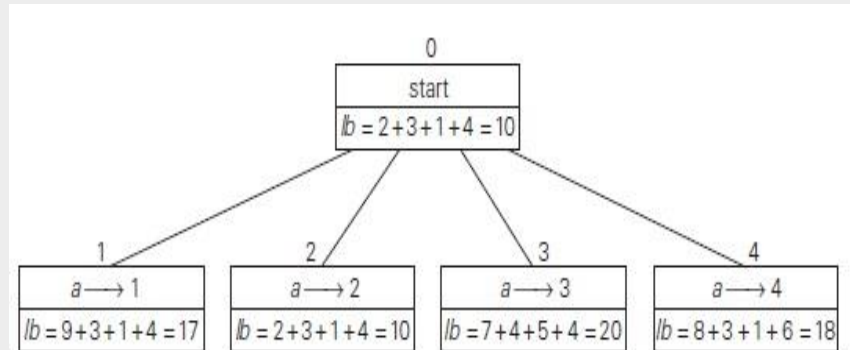 0
start
lb = 2+3+1+4 = 10
1
2
3
4
a ⟶ 1
a ⟶ 2
a ⟶ 3
a ⟶ 4
lb = 9+3+1+4 = 17
lb = 2+3+1+4 = 10
lb = 7+4+5+4 = 20
lb = 8+3+1+6 = 18